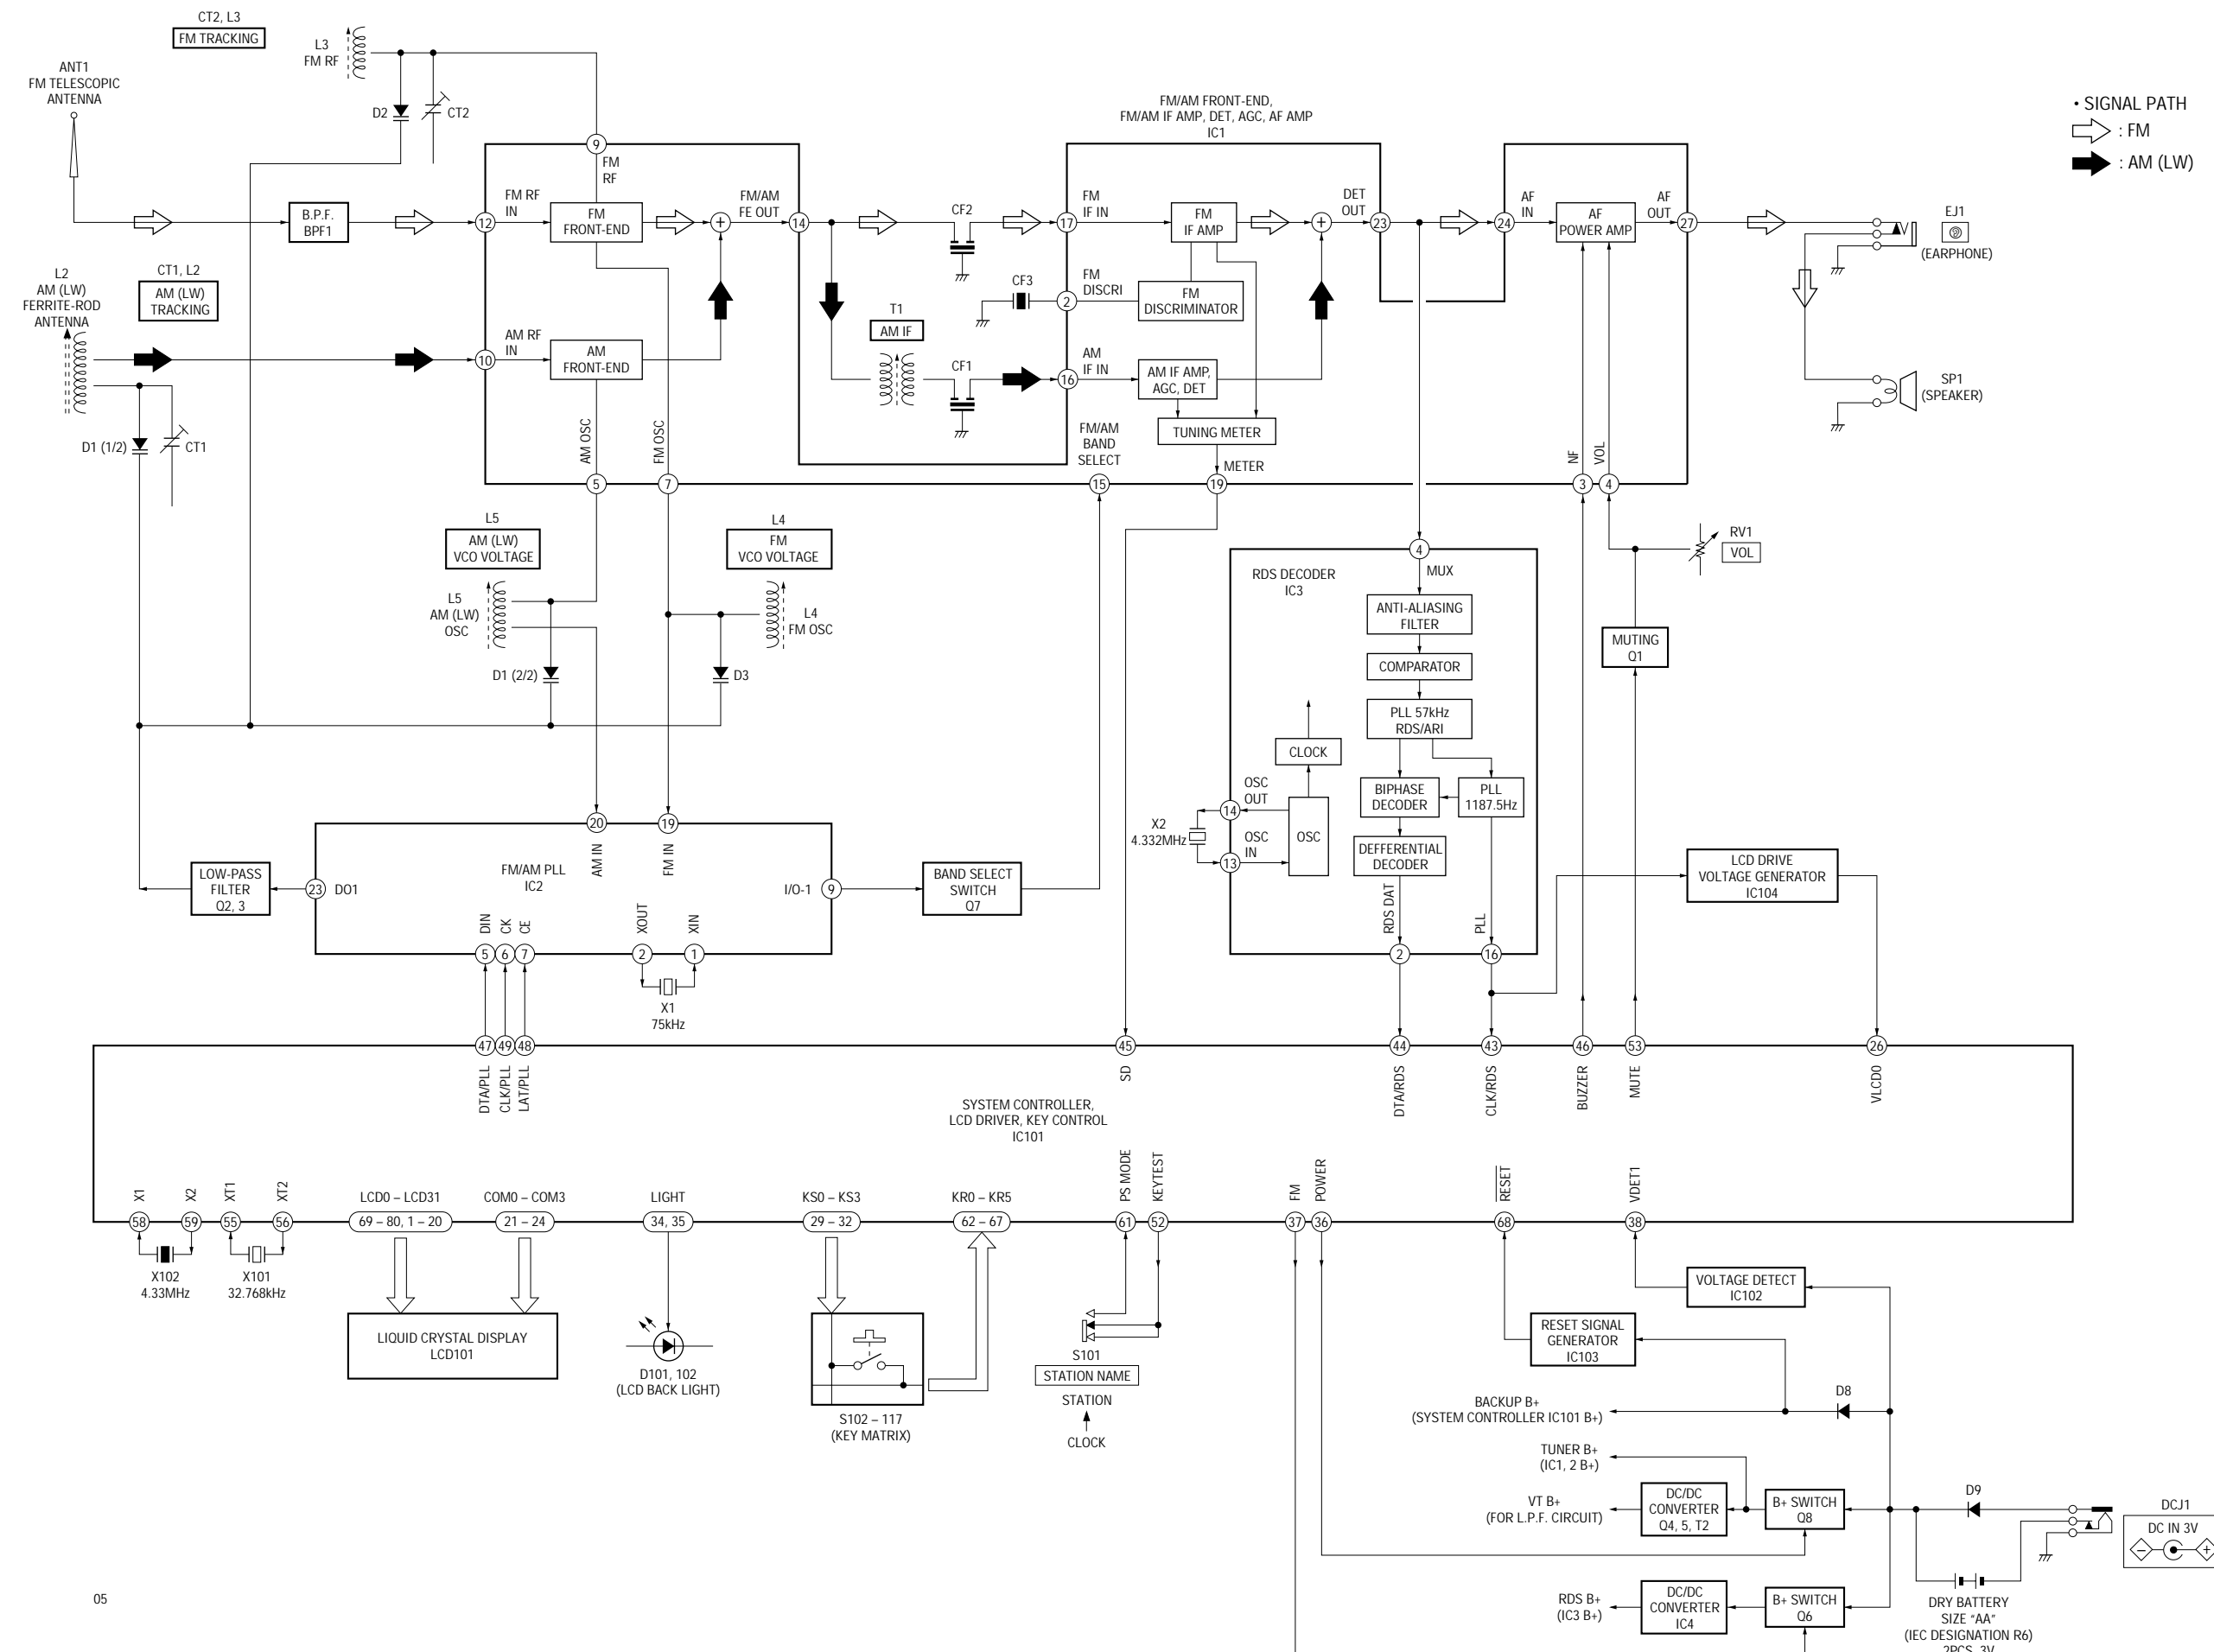 CT2, L3
FM TRACKING
L3
FM RF
ANT1
FM TELESCOPIC
ANTENNA
D2
CT2
FM/AM FRONT-END,
FM/AM IF AMP, DET, AGC, AF AMP
IC1
• SIGNAL PATH
: FM
: AM (LW)
9
FM
RF
B.P.F.
BPF1
12
FM RF
IN
FM
FRONT-END
+
FM/AM
FE OUT
14
CF2
17
FM
IF IN
FM
IF AMP
+
DET
OUT
23
24
AF
IN
AF
POWER AMP
AF
OUT
27
EJ1
(EARPHONE)
L2
AM (LW)
FERRITE-ROD
ANTENNA
CT1, L2
AM (LW)
TRACKING
CF3
2
FM
DISCRI
FM
DISCRIMINATOR
T1
AM IF
10
AM RF
IN
AM
FRONT-END
CF1
16
AM
IF IN
AM IF AMP,
AGC, DET
SP1
(SPEAKER)
D1 (1/2)
CT1
AM OSC
FM OSC
FM/AM
BAND
SELECT
TUNING METER
METER
NF
VOL
5
7
15
19
3
4
L5
AM (LW)
VCO VOLTAGE
L4
FM
VCO VOLTAGE
RV1
VOL
RDS DECODER
IC3
4
MUX
L5
AM (LW)
OSC
L4
FM OSC
ANTI-ALIASING
FILTER
MUTING
Q1
COMPARATOR
D1 (2/2)
D3
PLL 57kHz
RDS/ARI
CLOCK
OSC
OUT
14
BIPHASE
DECODER
PLL
1187.5Hz
X2
4.332MHz
OSC
IN
13
OSC
DEFFERENTIAL
DECODER
20
19
AM IN
FM IN
FM/AM PLL
IC2
LOW-PASS
FILTER
Q2, 3
23
DO1
I/O-1
9
BAND SELECT
SWITCH
Q7
LCD DRIVE
VOLTAGE GENERATOR
IC104
DIN
CK
CE
XOUT
XIN
RDS DAT
PLL
5
6
7
2
1
2
16
X1
75kHz
47
49
48
45
44
43
46
53
26
DTA/PLL
CLK/PLL
LAT/PLL
SD
DTA/RDS
CLK/RDS
BUZZER
MUTE
VLCD0
SYSTEM CONTROLLER,
LCD DRIVER, KEY CONTROL
IC101
X1
X2
XT1
XT2
LCD0 – LCD31
COM0 – COM3
LIGHT
KS0 – KS3
KR0 – KR5
PS MODE
KEYTEST
FM
POWER
RESET
VDET1
58
59
55
56
69 – 80, 1 – 20
21 – 24
34, 35
29 – 32
62 – 67
61
52
37
36
68
38
X102
4.33MHz
X101
32.768kHz
VOLTAGE DETECT
IC102
LIQUID CRYSTAL DISPLAY
LCD101
D101, 102
(LCD BACK LIGHT)
S102 – 117
(KEY MATRIX)
S101
STATION NAME
STATION
CLOCK
RESET SIGNAL
GENERATOR
IC103
D8
BACKUP B+
(SYSTEM CONTROLLER IC101 B+)
TUNER B+
(IC1, 2 B+)
VT B+
(FOR L.P.F. CIRCUIT)
DC/DC
CONVERTER
Q4, 5, T2
B+ SWITCH
Q8
D9
DCJ1
DC IN 3V
– +
RDS B+
(IC3 B+)
DC/DC
CONVERTER
IC4
B+ SWITCH
Q6
DRY BATTERY
SIZE “AA”
(IEC DESIGNATION R6)
2PCS, 3V
05